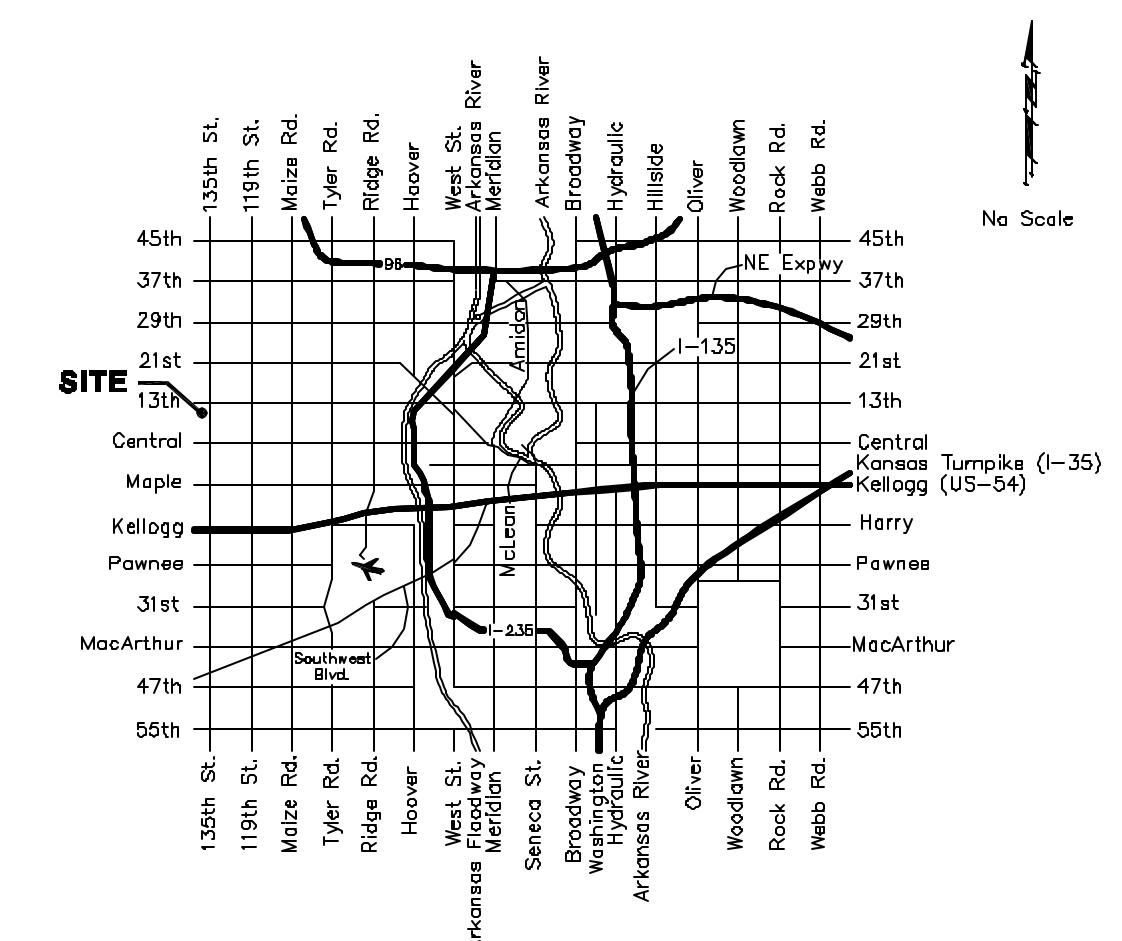 135th St.
119th St.
Maize Rd.
Tyler Rd.
Ridge Rd.
Hoover
West St.
Arkansas River
Meridian
Arkansas River
Broadway
Hydraulic
Hillside
Oliver
Woodlawn
Rock Rd.
Webb Rd.
No Scale
45th
45th
96
NE Expwy
37th
37th
29th
29th
Amidon
I-135
21st
21st
SITE
13th
13th
Central
Central
Kansas Turnpike (I-35)
Maple
Kellogg (US-54)
Kellogg
Harry
McLean
Pawnee
Pawnee
31st
31st
I-235
MacArthur
MacArthur
Southwest
Blvd.
47th
47th
55th
55th
135th St.
119th St.
Maize Rd.
Tyler Rd.
Ridge Rd.
Hoover
West St.
rkansas Floodway
Meridian
Seneca St.
Broadway
Washington
Hydraulic
Arkansas River
Oliver
Woodlawn
Rock Rd.
Webb Rd.